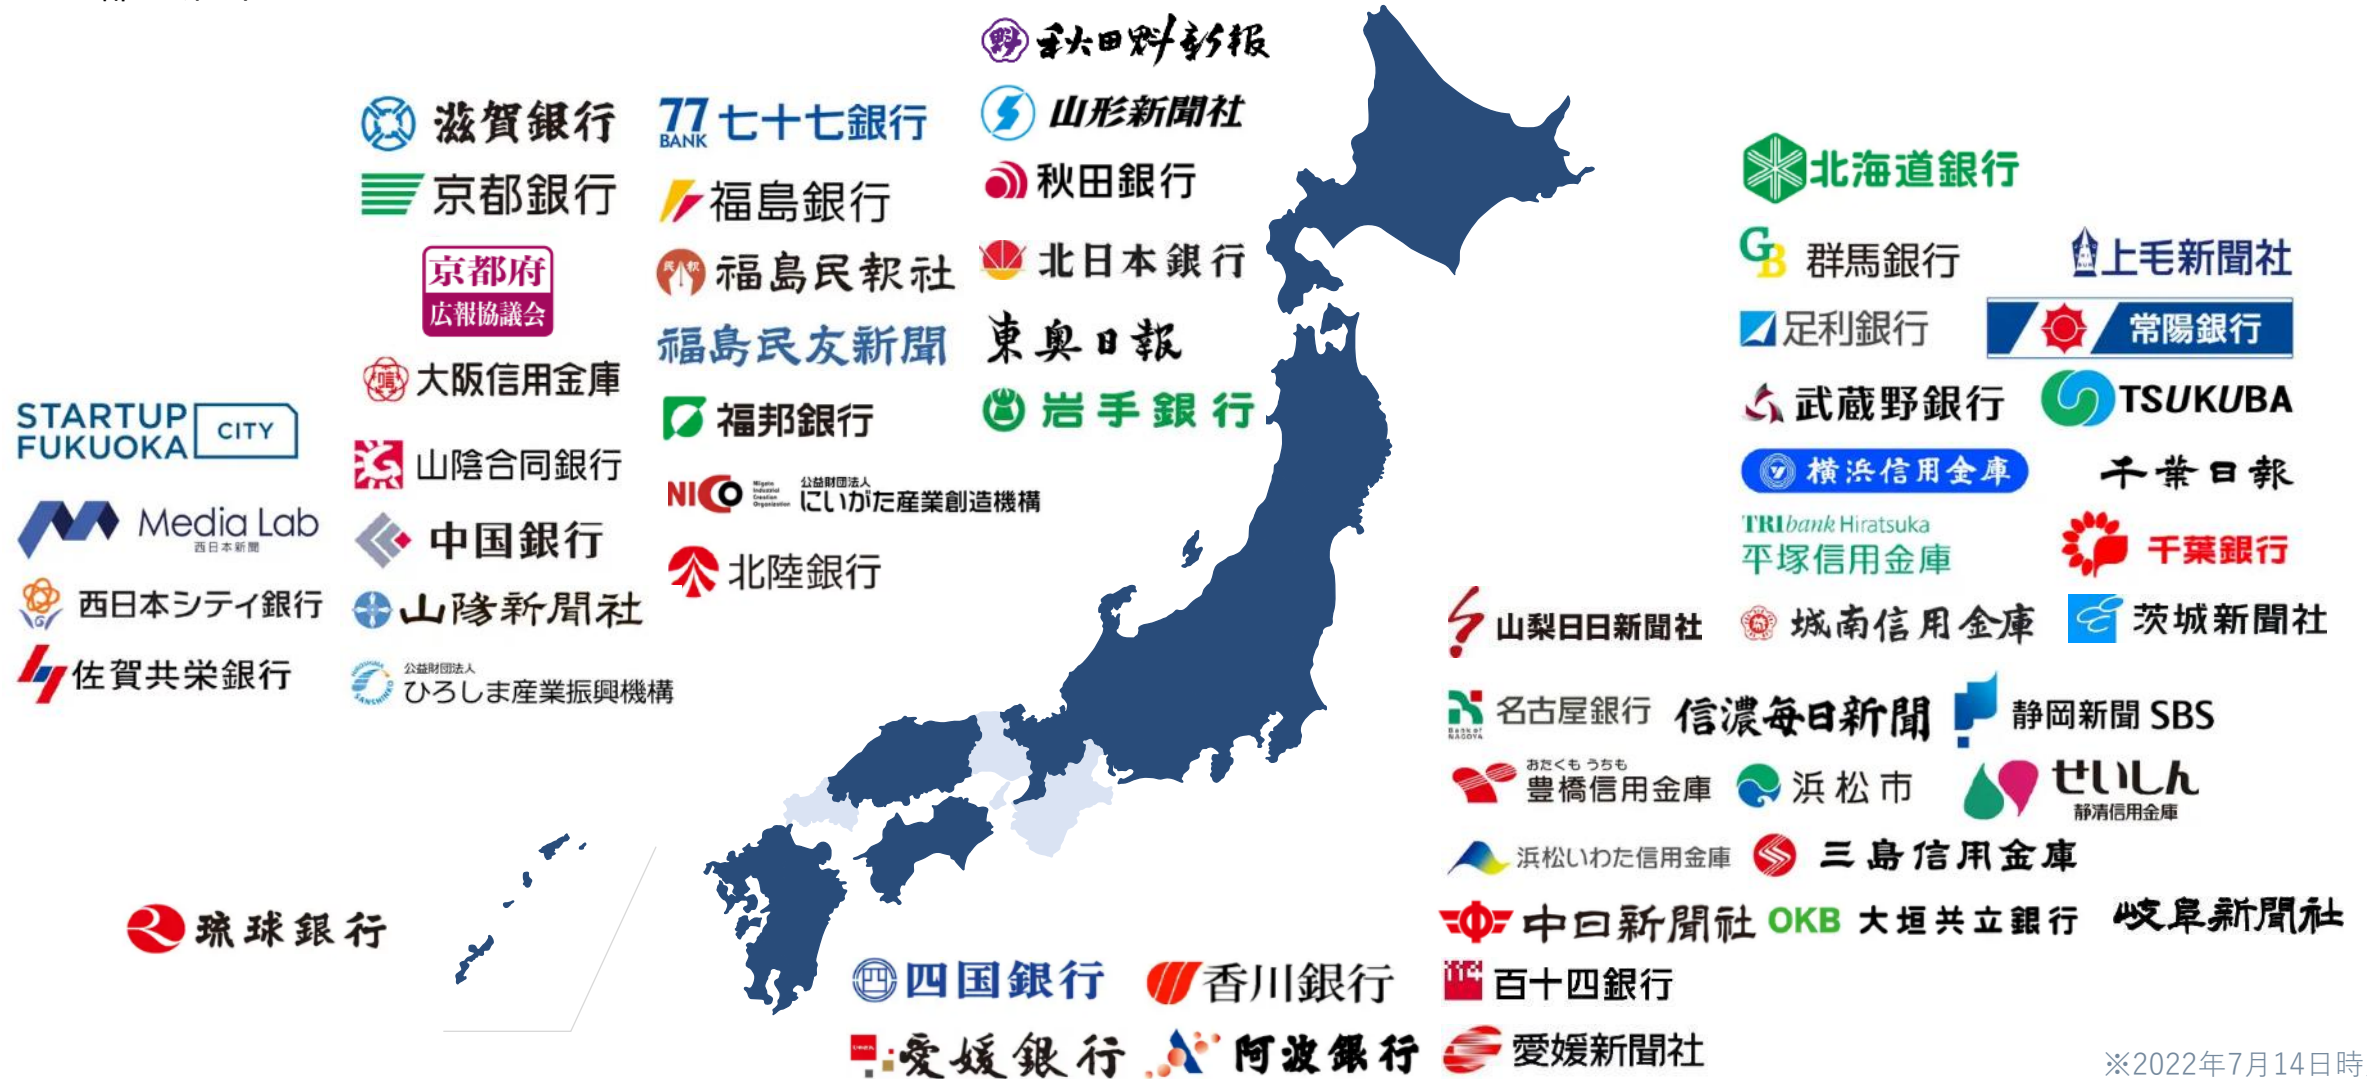 秋田魁新報
山形新聞社
秋田銀行
北日本銀行
東奥日報
岩手銀行
77 BANK 七十七銀行
福島銀行
福島民報社
福島民友新聞
福邦銀行
NICO Niigata Industrial Creation Organization 公益財団法人 にいがた産業創造機構
北陸銀行
滋賀銀行
京都銀行
京都府
広報協議会
大阪信用金庫
山陰合同銀行
中国銀行
山陽新聞社
公益財団法人
ひろしま産業振興機構
STARTUP
FUKUOKA CITY
Media Lab
西日本新聞
西日本シティ銀行
佐賀共栄銀行
琉球銀行
北海道銀行
GB 群馬銀行
上毛新聞社
足利銀行
常陽銀行
武蔵野銀行
TSUKUBA
横浜信用金庫
千葉日報
TRIbank Hiratsuka
平塚信用金庫
千葉銀行
山梨日日新聞社
城南信用金庫
茨城新聞社
Bank of NAGOYA 名古屋銀行
信濃毎日新聞
静岡新聞 SBS
おたくも うちも
豊橋信用金庫
浜松市
せいしん
静清信用金庫
浜松いわた信用金庫
三島信用金庫
中日新聞社
OKB 大垣共立銀行
岐阜新聞社
四 四国銀行
香川銀行
114 百十四銀行
愛媛銀行
阿波銀行
愛媛新聞社
※2022年7月14日時